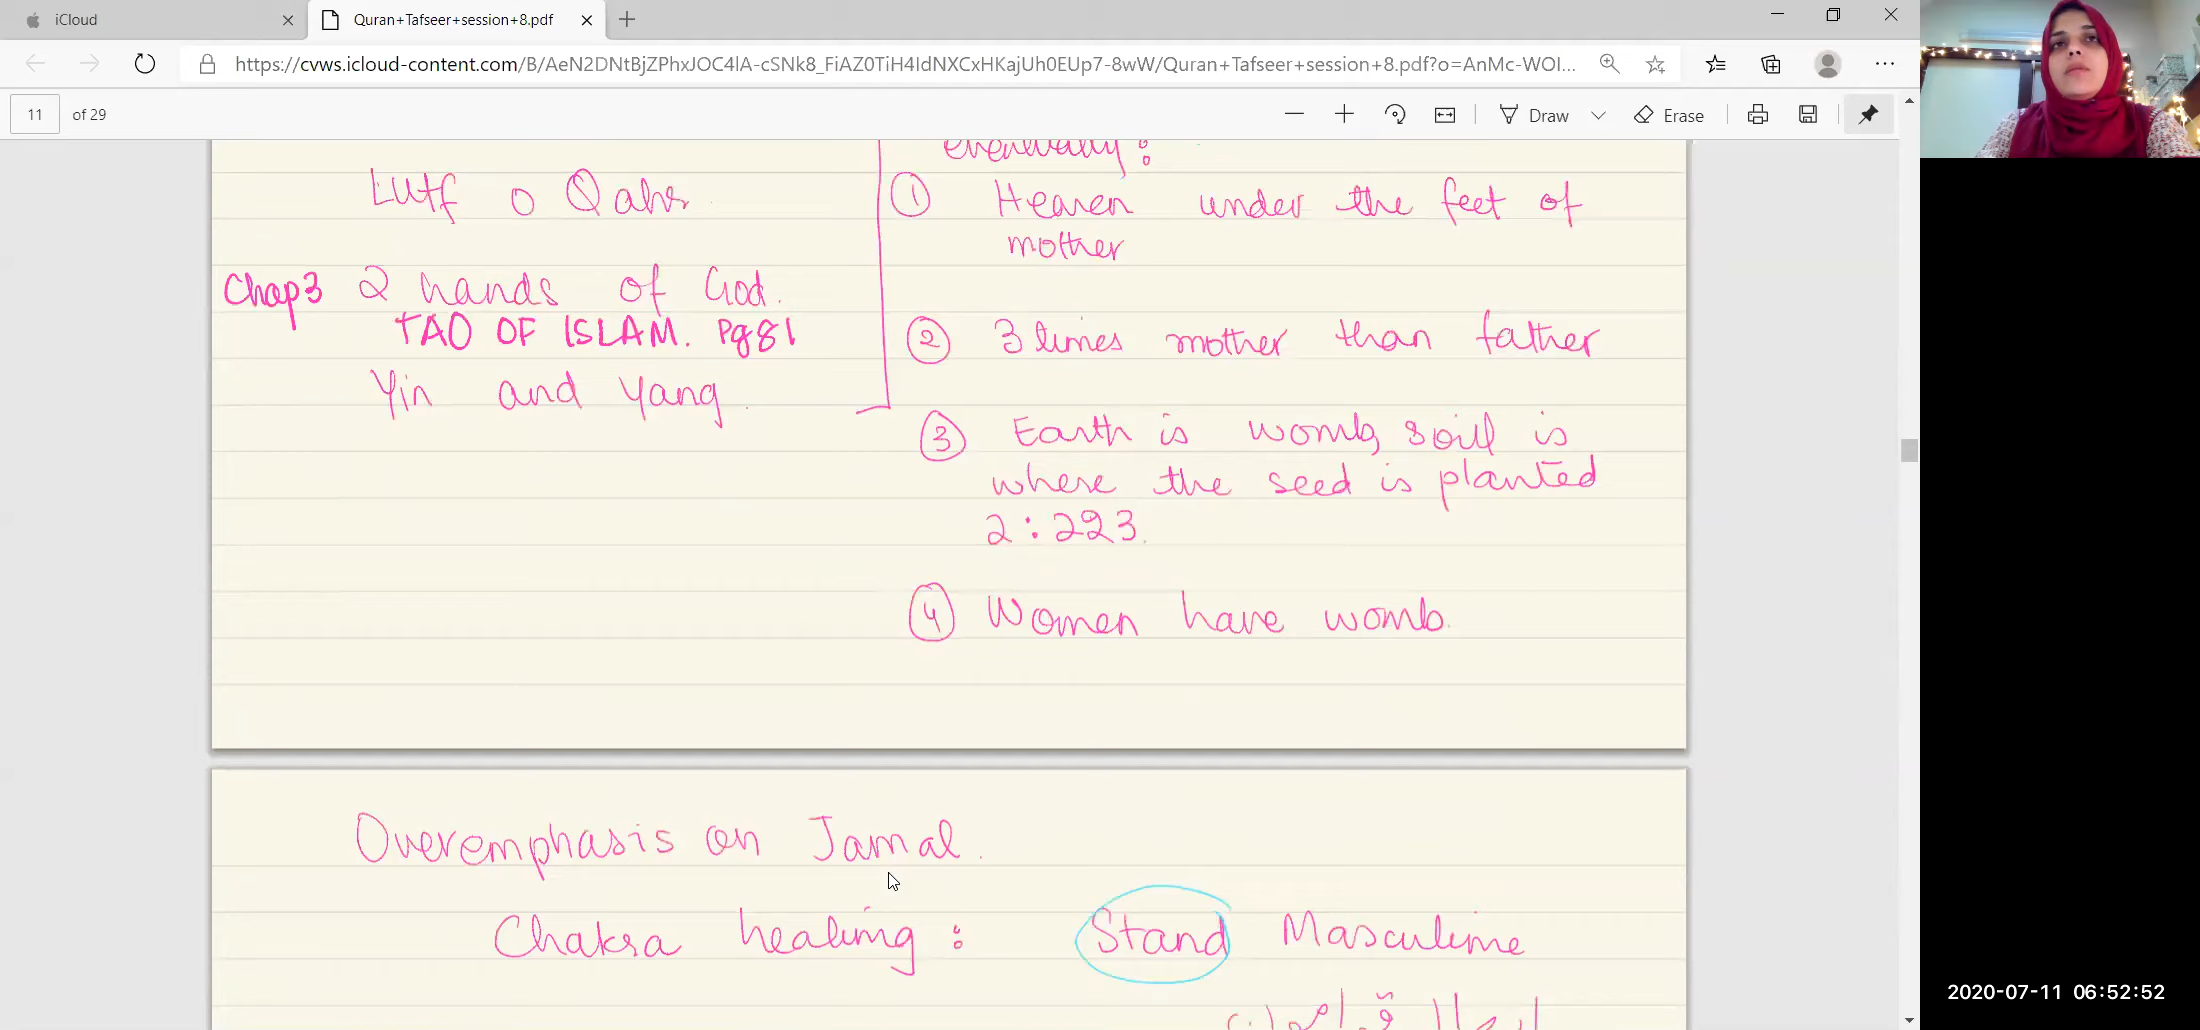 iCloud
Quran+Tafseer+session+8.pdf
https://cvws.icloud-content.com/B/AeN2DNtBjZPhxJOC4lA-cSNk8_FiAZ0TiH4IdNXCxHKajUh0EUp7-8wW/Quran+Tafseer+session+8.pdf?o=AnMc-WOI...
11 of 29
Draw
Erase
Lutf o Qahr
Chap3 2 hands of God.
TAO OF ISLAM. Pg 81
Yin and Yang.
eventually:
① Heaven under the feet of
mother
② 3 times mother than father
③ Earth is womb, soil is
where the seed is planted
2:223.
④ Women have womb.
Overemphasis on Jamal.
Chakra healing: Stand Masculine
2020-07-11 06:52:52